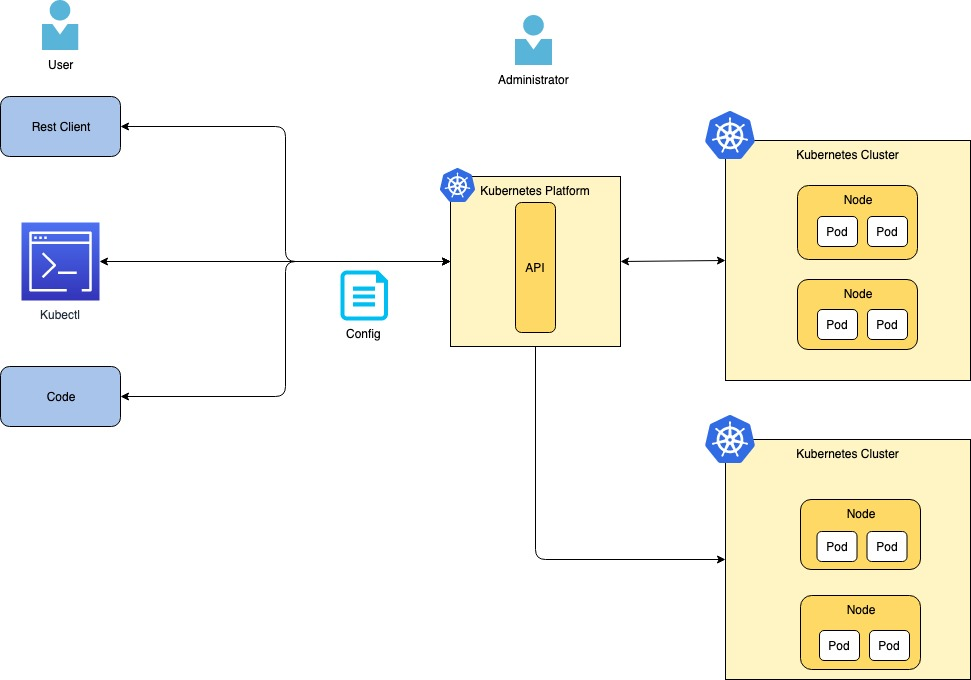 User
Administrator
Rest Client
Kubectl
Code
Config
Kubernetes Platform
API
Kubernetes Cluster
Node
Pod Pod
Node
Pod Pod
Kubernetes Cluster
Node
Pod Pod
Node
Pod Pod